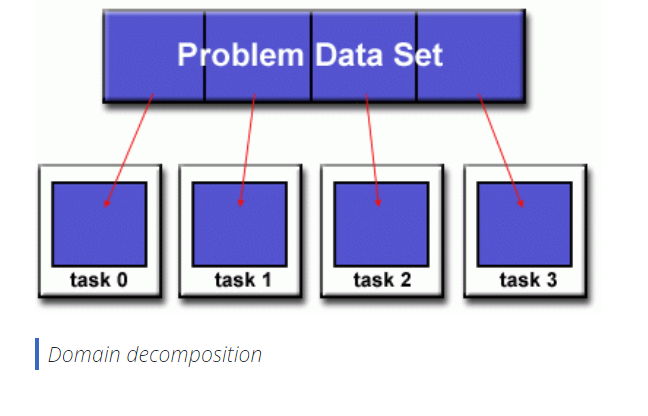 Problem Data Set
task 0
task 1
task 2
task 3
Domain decomposition